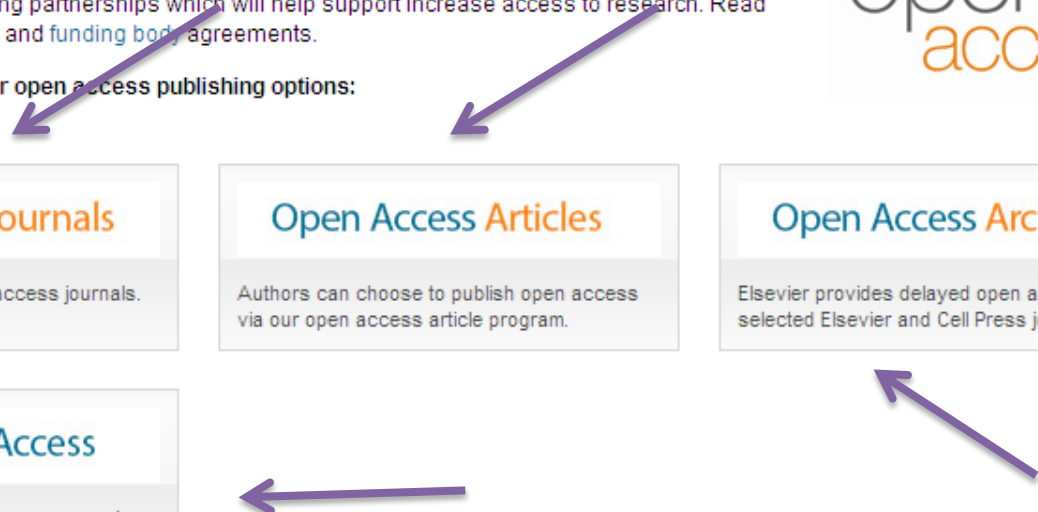 ng partnerships which will help support increase access to research. Read
and funding body agreements.
open
acc
r open access publishing options:
ournals
access journals.
Open Access Articles
Authors can choose to publish open access
via our open access article program.
Open Access Arc
Elsevier provides delayed open a
selected Elsevier and Cell Press j
Access